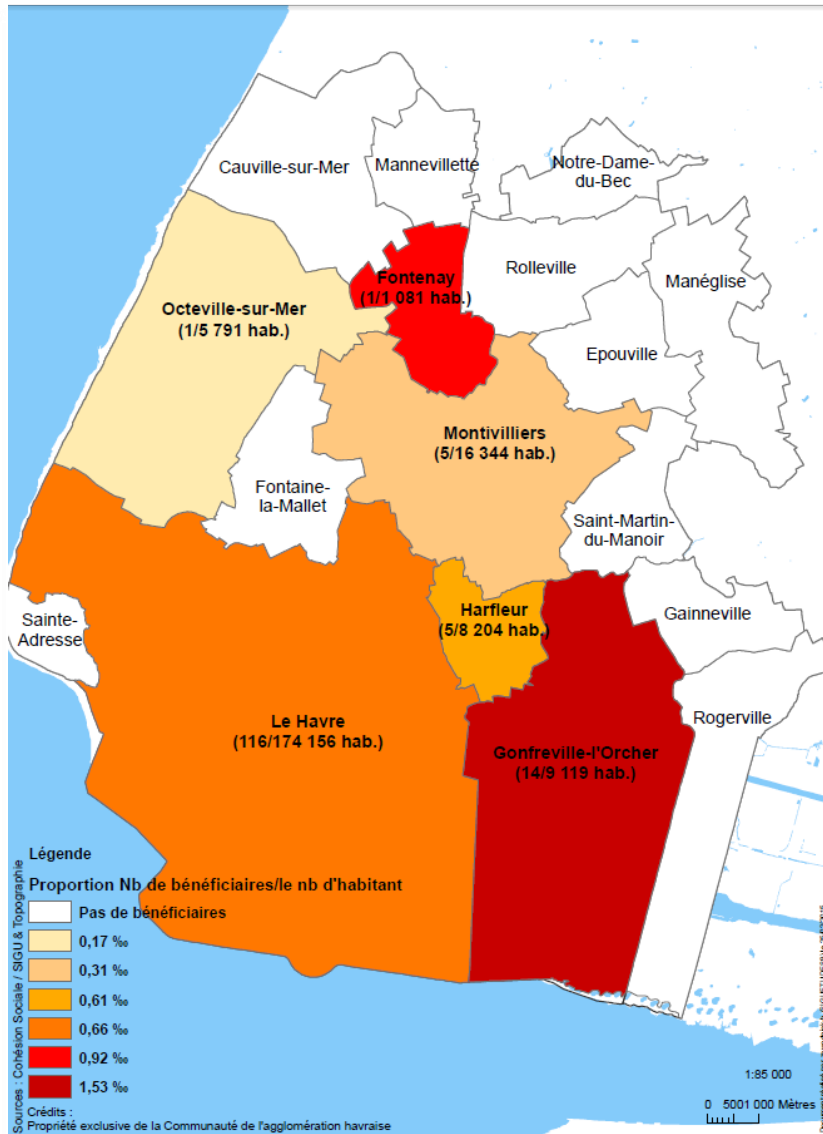 Cauville-sur-Mer
Mannevillette
Notre-Dame-
du-Bec
Fontenay
(1/1 081 hab.)
Rolleville
Manéglise
Octeville-sur-Mer
(1/5 791 hab.)
Epouville
Montivilliers
(5/16 344 hab.)
Fontaine-
la-Mallet
Saint-Martin-
du-Manoir
Sainte-
Adresse
Harfleur
(5/8 204 hab.)
Gainneville
Le Havre
(116/174 156 hab.)
Rogerville
Gonfreville-l'Orcher
(14/9 119 hab.)
Légende
Proportion Nb de bénéficiaires/le nb d'habitant
Pas de bénéficiaires
0,17 ‰
0,31 ‰
0,61 ‰
0,66 ‰
0,92 ‰
1,53 ‰
Sources : Cohésion Sociale / SIGU & Topographie
Crédits :
Propriété exclusive de la Communauté de l'agglomération havraise
1:85 000
0 5001 000 Mètres